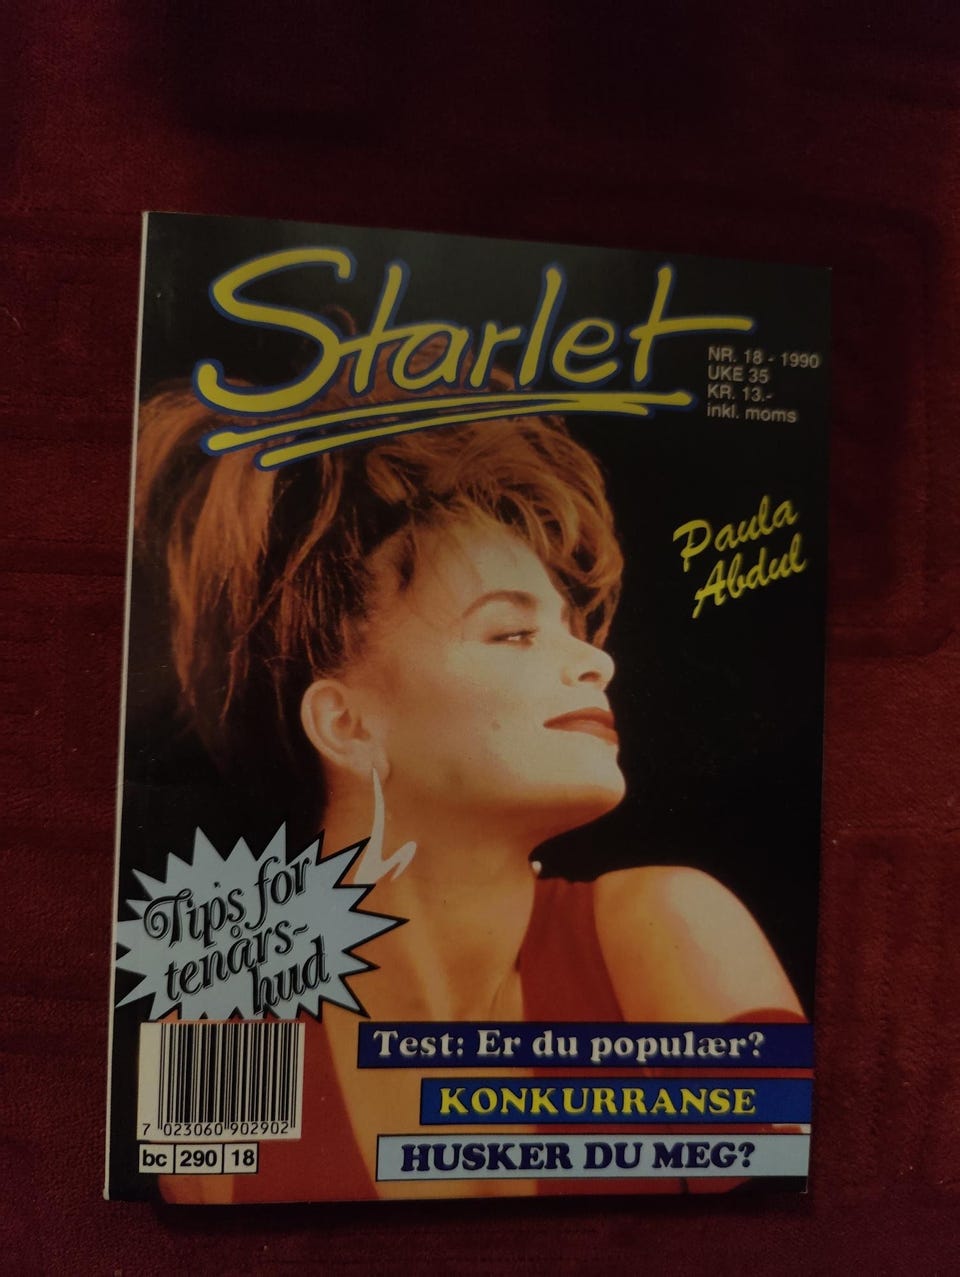 Starlet
NR. 18 - 1990
UKE 35
KR. 13.-
inkl. moms
Paula
Abdul
Tips for
tenårs-
hud
Test: Er du populær?
KONKURRANSE
HUSKER DU MEG?
7 023060 902902
bc 290 18